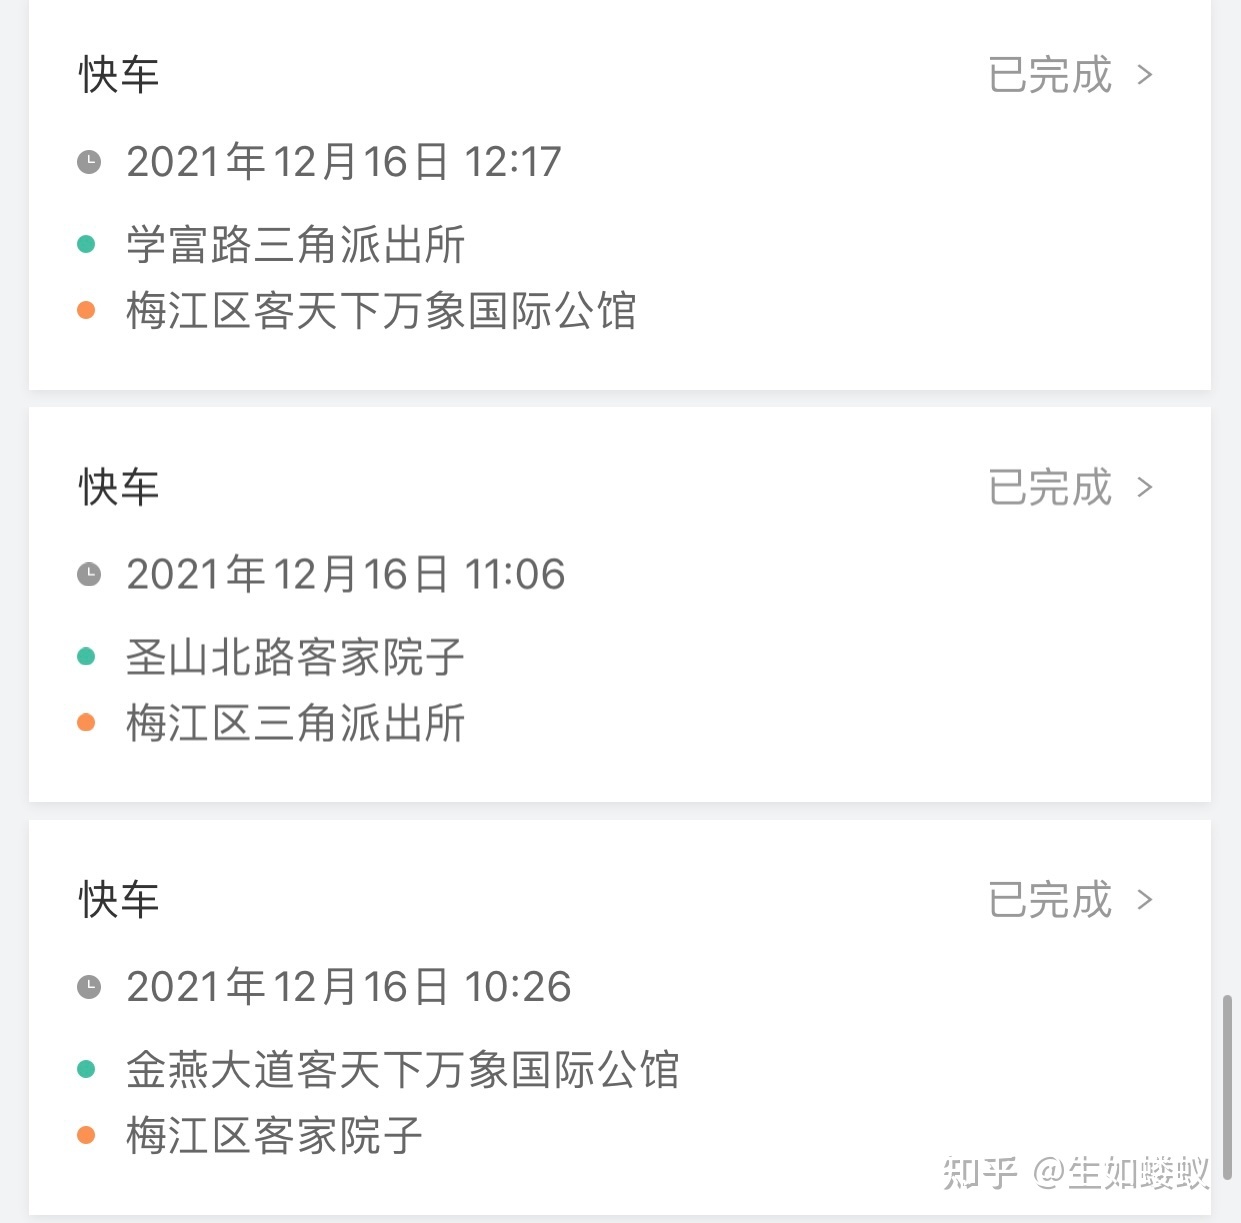 快车 已完成 >
2021年12月16日 12:17
学富路三角派出所
梅江区客天下万象国际公馆
快车 已完成 >
2021年12月16日 11:06
圣山北路客家院子
梅江区三角派出所
快车 已完成 >
2021年12月16日 10:26
金燕大道客天下万象国际公馆
梅江区客家院子
知乎 @生如蝼蚁